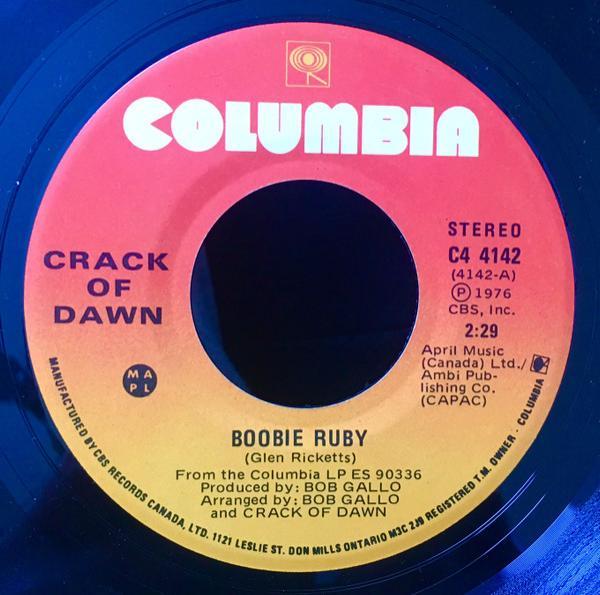 COLUMBIA
CRACK
OF
DAWN
STEREO
C4 4142
(4142-A)
Ⓟ 1976
CBS, Inc.
2:29
April Music
(Canada) Ltd./
Ambi Pub-
lishing Co.
(CAPAC)
MA
PL
BOOBIE RUBY
(Glen Ricketts)
From the Columbia LP ES 90336
Produced by: BOB GALLO
Arranged by: BOB GALLO
and CRACK OF DAWN
MANUFACTURED BY CBS RECORDS CANADA, LTD. 1121 LESLIE ST. DON MILLS ONTARIO M3C 2J9 REGISTERED T.M. OWNER - COLUMBIA